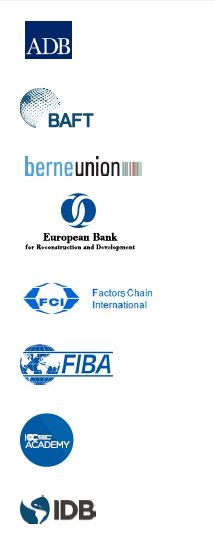 ADB
BAFT
berneunion
European Bank
for Reconstruction and Development
FCI
Factors Chain
International
FIBA
ICC
ACADEMY
IDB